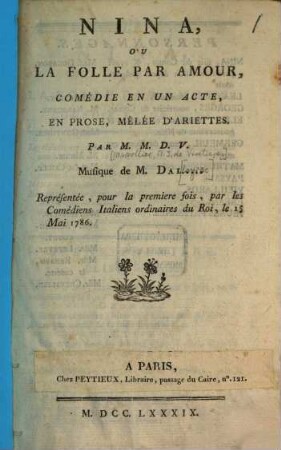 NINA,
OU
LA FOLLE PAR AMOUR,
COMÉDIE EN UN ACTE,
EN PROSE, MÊLÉE D'ARIETTES.
PAR M. M. D. V.
Musique de M.
Représentée, pour la premiere fois, par les
Comédiens Italiens ordinaires du Roi, le 15
Mai 1786.
A PARIS,
Chez PEYTIEUX, Libraire, passage du Caire, nº. 121.
M. DCC. LXXXIX.